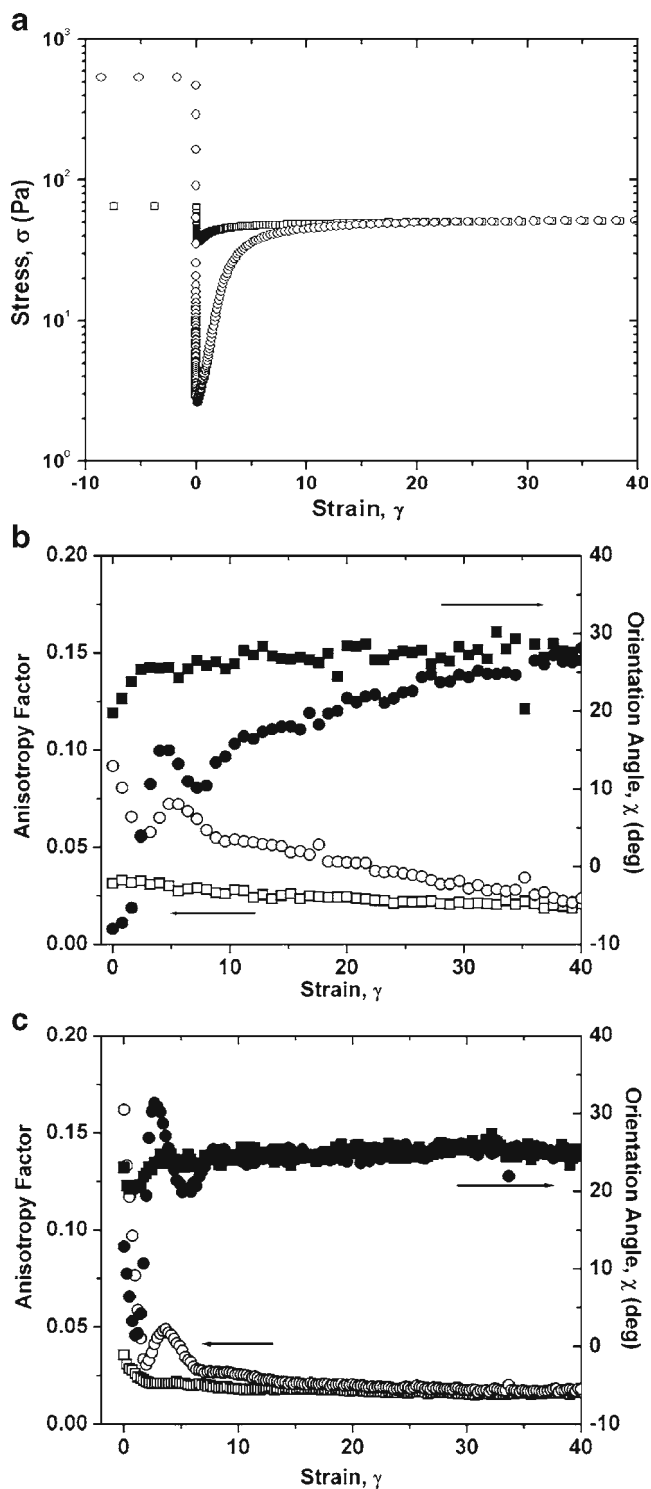 a
10³
10²
10¹
10⁰
Stress, σ (Pa)
-10 0 10 20 30 40
Strain, γ
b
0.20
0.15
0.10
0.05
0.00
Anisotropy Factor
40
30
20
10
0
-10
Orientation Angle, χ (deg)
0 10 20 30 40
Strain, γ
c
0.20
0.15
0.10
0.05
0.00
Anisotropy Factor
40
30
20
10
0
-10
Orientation Angle, χ (deg)
0 10 20 30 40
Strain, γ